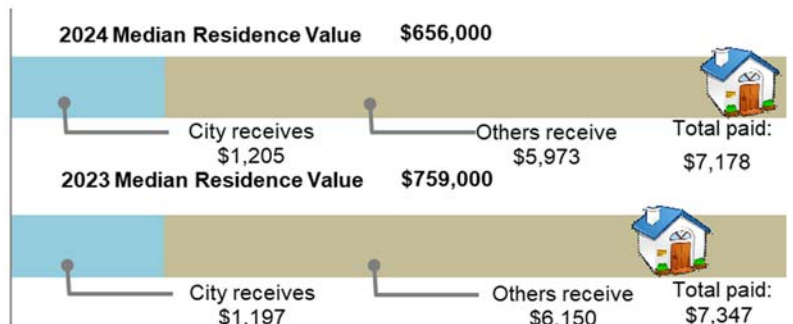 2024 Median Residence Value $656,000
City receives
$1,205
Others receive
$5,973
Total paid:
$7,178
2023 Median Residence Value $759,000
City receives
$1,197
Others receive
$6,150
Total paid:
$7,347